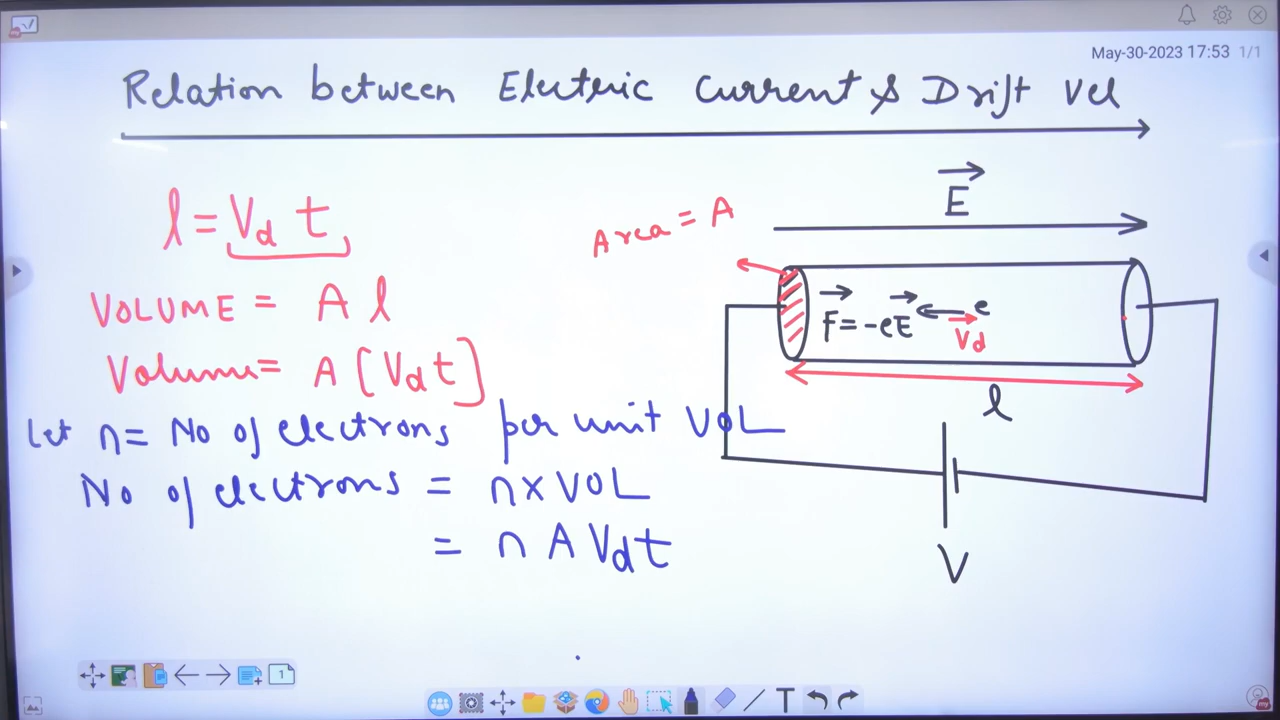 May-30-2023 17:53 1/1
Relation between Electric Current & Drift Vel
l = Vd t
VOLUME = A l
Volume = A [Vd t]
Let n = No of electrons per unit VOL
No of electrons = n x VOL
= n A Vd t
Area = A
E
F = -eE
e
Vd
l
V
1
T